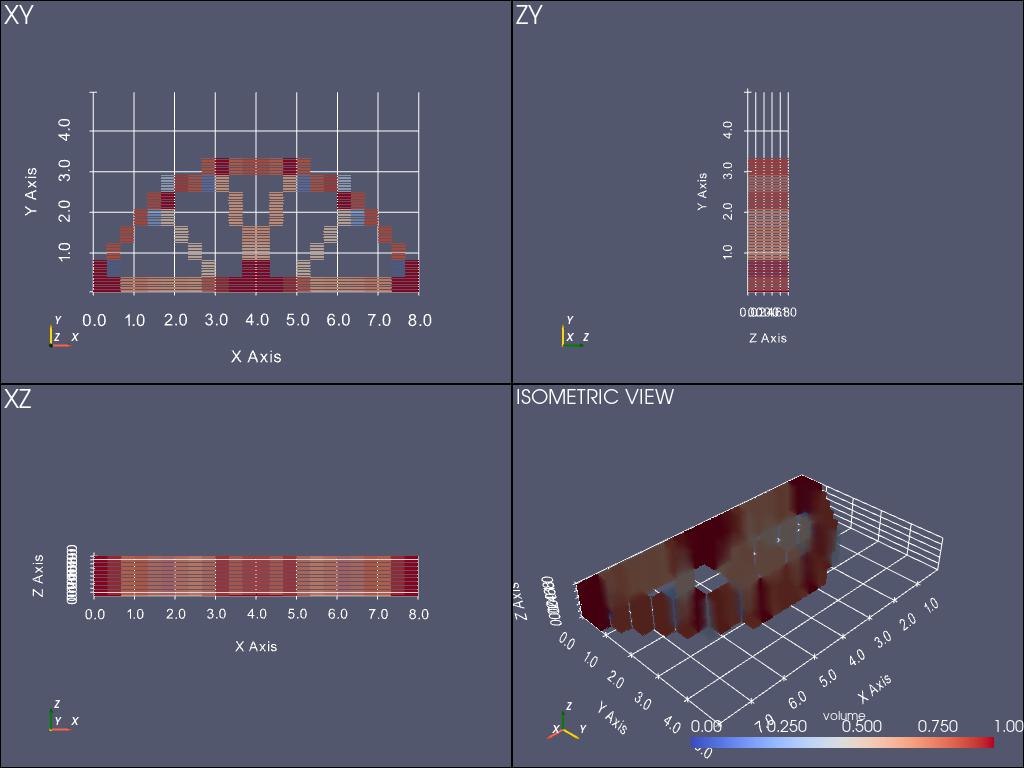 XY
4.0
3.0
2.0
1.0
Y Axis
0.0 1.0 2.0 3.0 4.0 5.0 6.0 7.0 8.0
X Axis
Y
Z X
ZY
4.0
3.0
2.0
1.0
Y Axis
Z Axis
Y
X Z
XZ
Z Axis
0.0 1.0 2.0 3.0 4.0 5.0 6.0 7.0 8.0
X Axis
Z
Y X
ISOMETRIC VIEW
Z Axis
0.0 1.0 2.0 3.0 4.0
Y Axis
7.0 6.0 5.0 4.0 3.0 2.0 1.0
X Axis
Z
X Y
volume
0.00 0.250 0.500 0.750 1.00